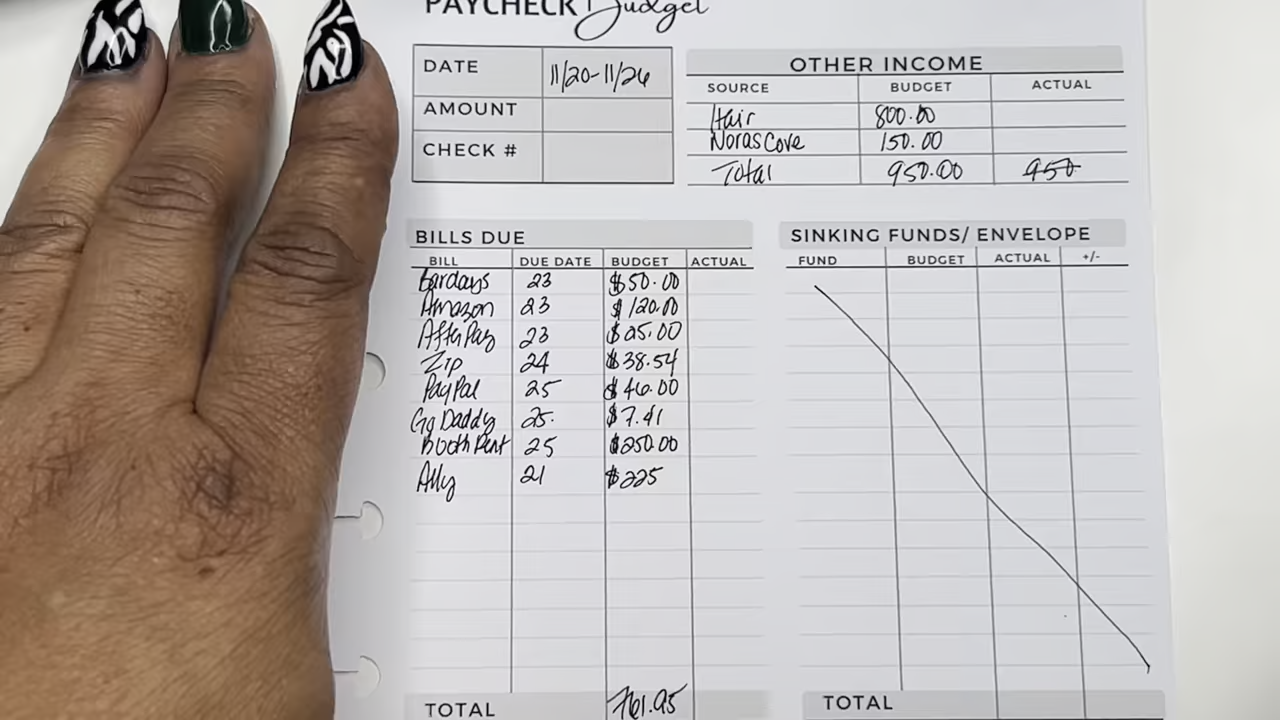 PAYCHECK Budget
DATE 11/20-11/26
AMOUNT
CHECK #
OTHER INCOME
SOURCE BUDGET ACTUAL
Hair 800.00
Noras Cove 150.00
Total 950.00 950
BILLS DUE
BILL DUE DATE BUDGET ACTUAL
Barclays 23 $50.00
Amazon 23 $120.00
AfterPay 23 $25.00
Zip 24 $38.54
PayPal 25 $46.00
Go Daddy 25. $7.41
Booth Rent 25 $250.00
Ally 21 $225
TOTAL 761.95
SINKING FUNDS/ ENVELOPE
FUND BUDGET ACTUAL +/-
TOTAL